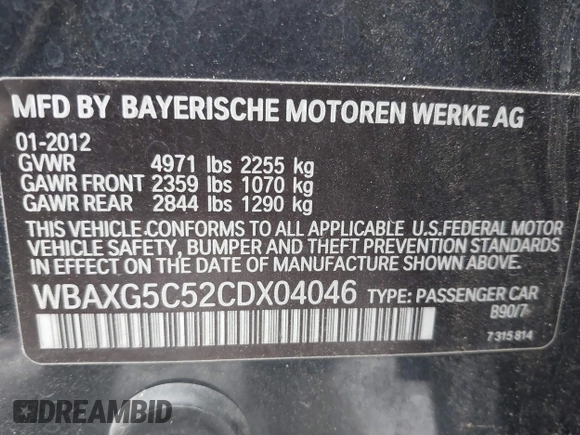 MFD BY BAYERISCHE MOTOREN WERKE AG
01-2012
GVWR 4971 lbs 2255 kg
GAWR FRONT 2359 lbs 1070 kg
GAWR REAR 2844 lbs 1290 kg
THIS VEHICLE CONFORMS TO ALL APPLICABLE U.S.FEDERAL MOTOR
VEHICLE SAFETY, BUMPER AND THEFT PREVENTION STANDARDS
IN EFFECT ON THE DATE OF MANUFACTURE SHOWN ABOVE.
WBAXG5C52CDX04046 TYPE: PASSENGER CAR
B90/7
7 315 814
DREAMBID